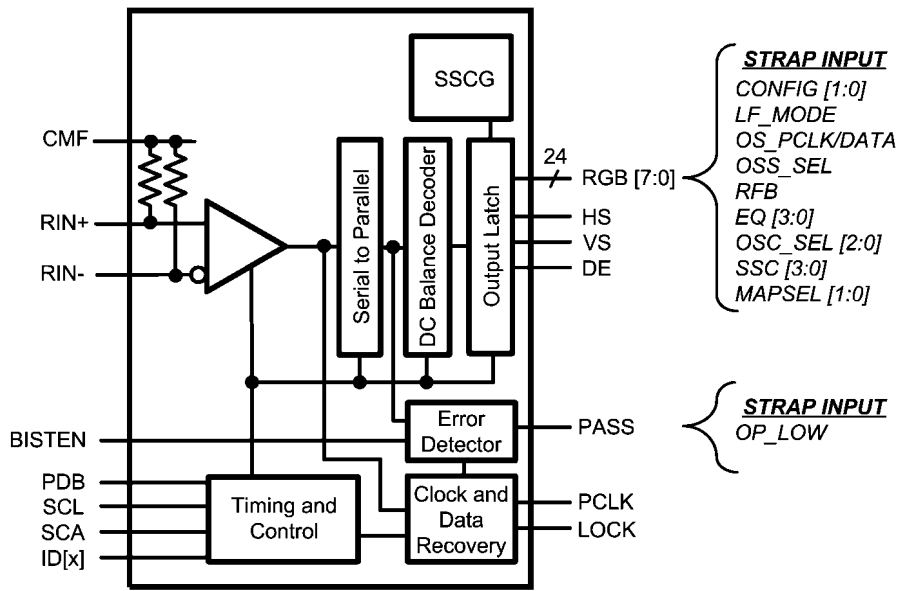 SSCG
STRAP INPUT
CONFIG [1:0]
LF_MODE
OS_PCLK/DATA
OSS_SEL
RFB
EQ [3:0]
OSC_SEL [2:0]
SSC [3:0]
MAPSEL [1:0]
CMF
RIN+
RIN-
Serial to Parallel
DC Balance Decoder
Output Latch
24
RGB [7:0]
HS
VS
DE
STRAP INPUT
OP_LOW
BISTEN
Error
Detector
PASS
PDB
SCL
SCA
ID[x]
Timing and
Control
Clock and
Data
Recovery
PCLK
LOCK